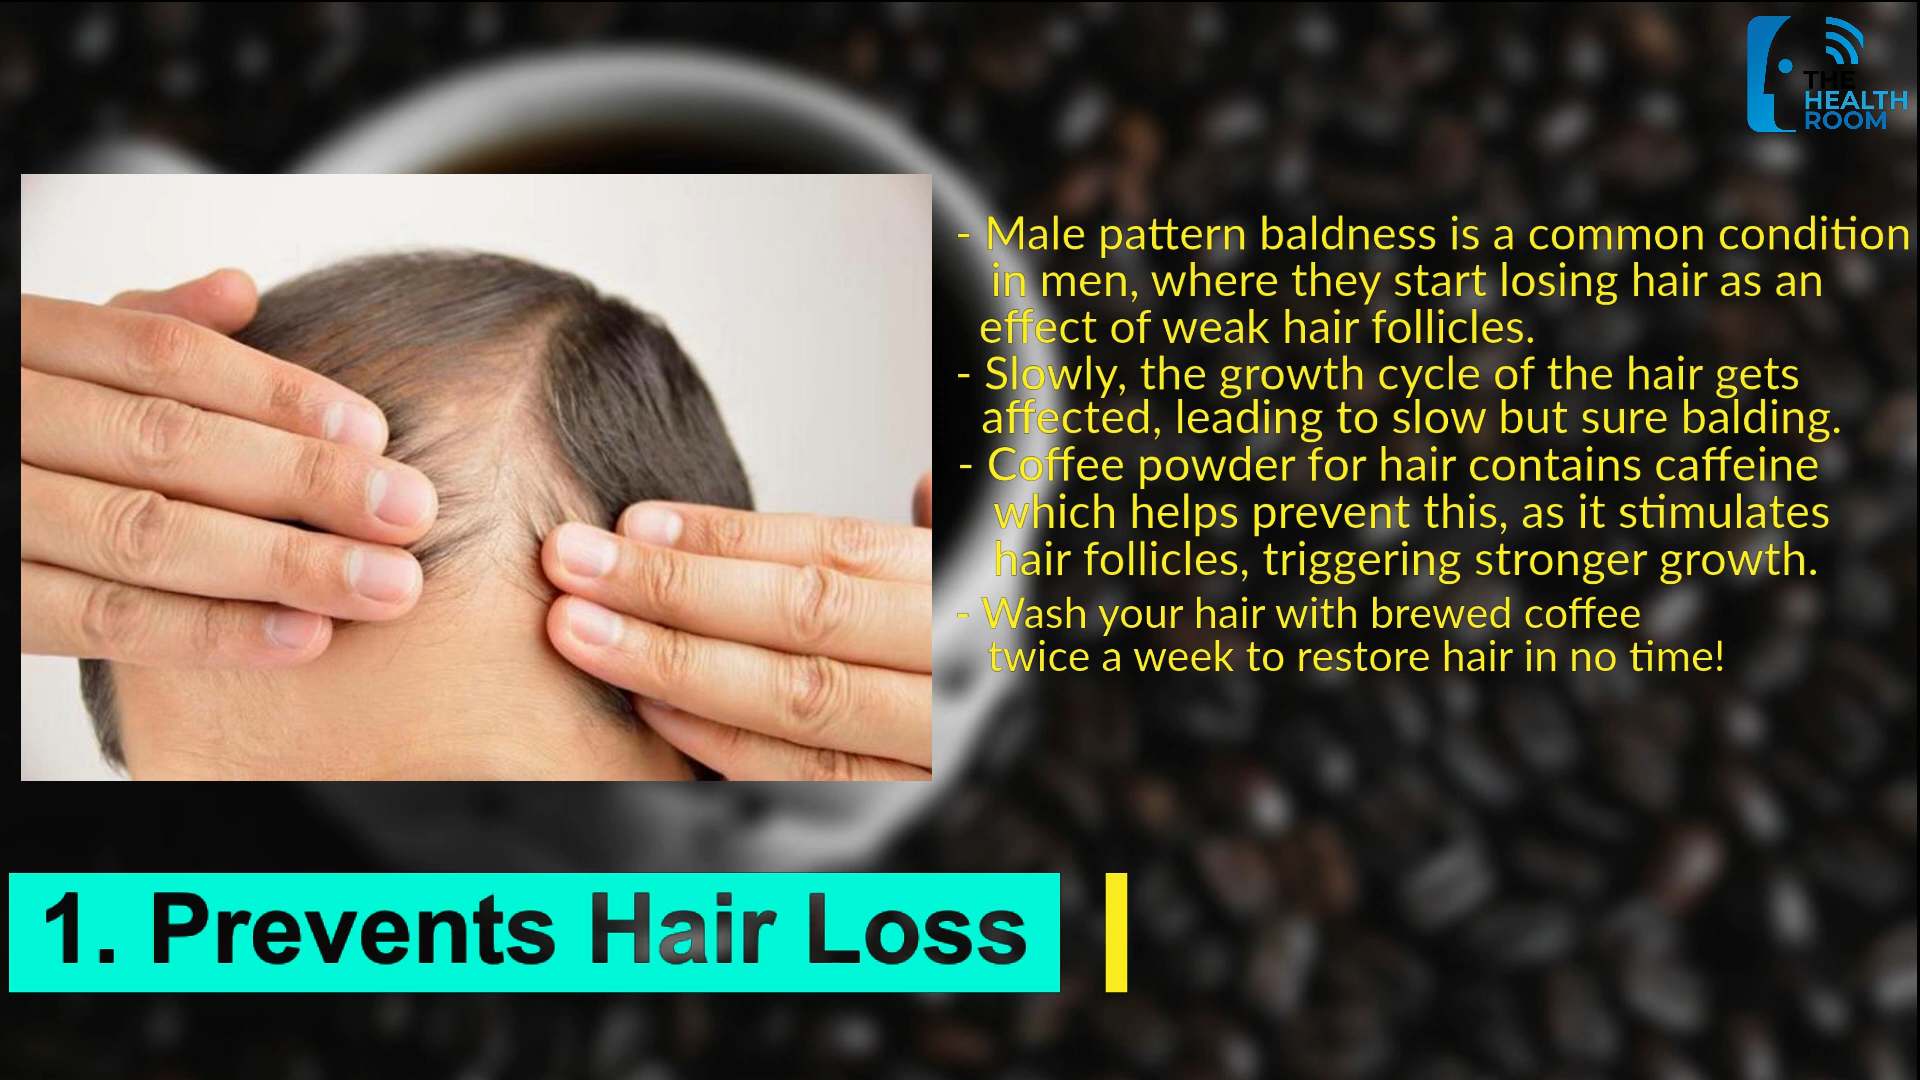 THE
HEALTH
ROOM
- Male pattern baldness is a common condition
in men, where they start losing hair as an
effect of weak hair follicles.
- Slowly, the growth cycle of the hair gets
affected, leading to slow but sure balding.
- Coffee powder for hair contains caffeine
which helps prevent this, as it stimulates
hair follicles, triggering stronger growth.
- Wash your hair with brewed coffee
twice a week to restore hair in no time!
1. Prevents Hair Loss